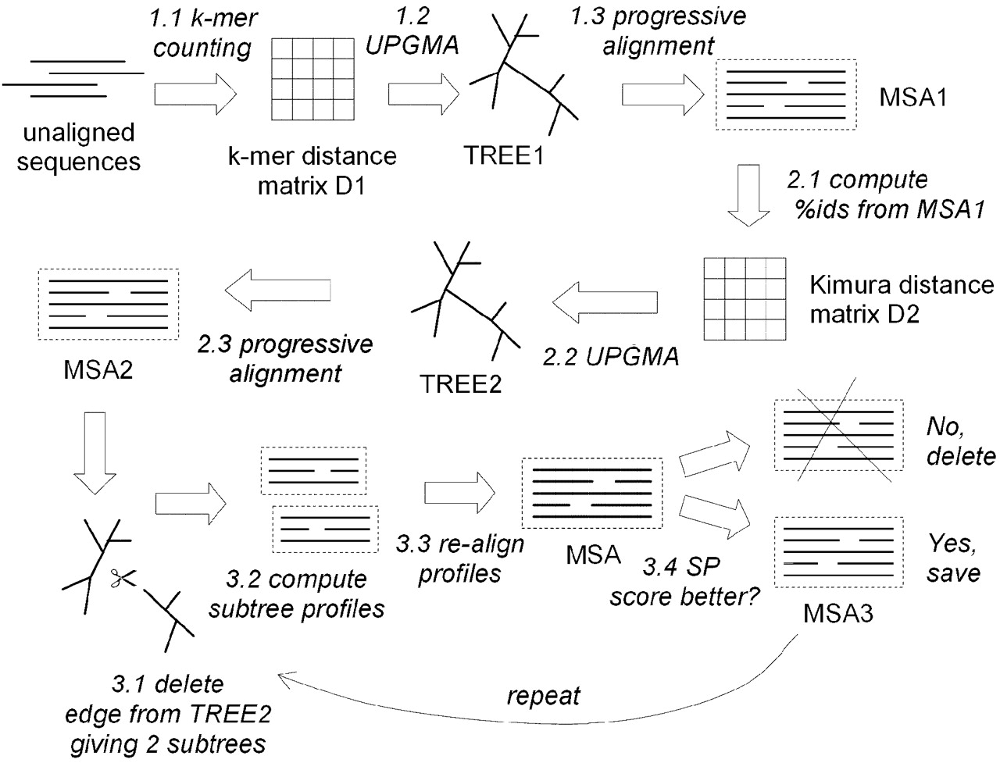 1.1 k-mer
counting
1.2
UPGMA
1.3 progressive
alignment
unaligned
sequences
k-mer distance
matrix D1
TREE1
MSA1
2.1 compute
%ids from MSA1
Kimura distance
matrix D2
2.2 UPGMA
TREE2
2.3 progressive
alignment
MSA2
3.1 delete
edge from TREE2
giving 2 subtrees
3.2 compute
subtree profiles
3.3 re-align
profiles
MSA
3.4 SP
score better?
No,
delete
Yes,
save
MSA3
repeat